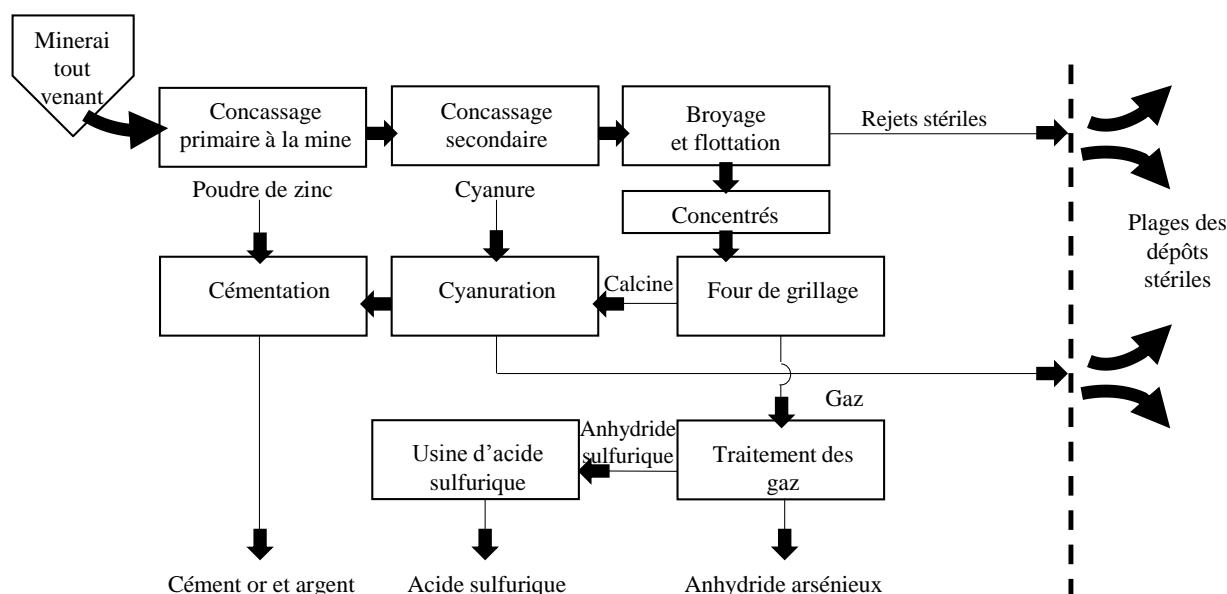 Minerai
tout
venant
Concassage
primaire à la mine
Concassage
secondaire
Broyage
et flottation
Rejets stériles
Poudre de zinc
Cyanure
Concentrés
Plages des
dépôts
stériles
Cémentation
Cyanuration
Calcine
Four de grillage
Gaz
Usine d’acide
sulfurique
Anhydride
sulfurique
Traitement des
gaz
Cément or et argent
Acide sulfurique
Anhydride arsénieux